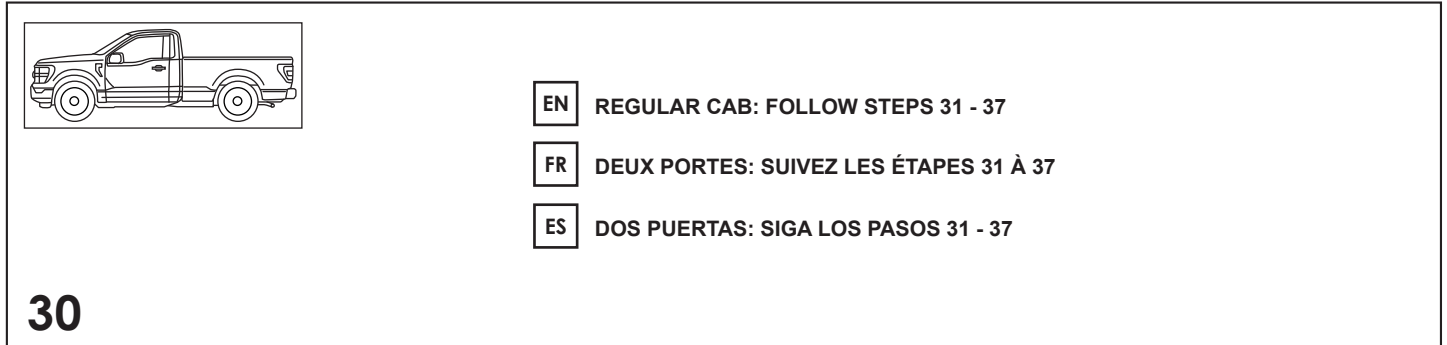 EN REGULAR CAB: FOLLOW STEPS 31 - 37
FR DEUX PORTES: SUIVEZ LES ÉTAPES 31 À 37
ES DOS PUERTAS: SIGA LOS PASOS 31 - 37
30